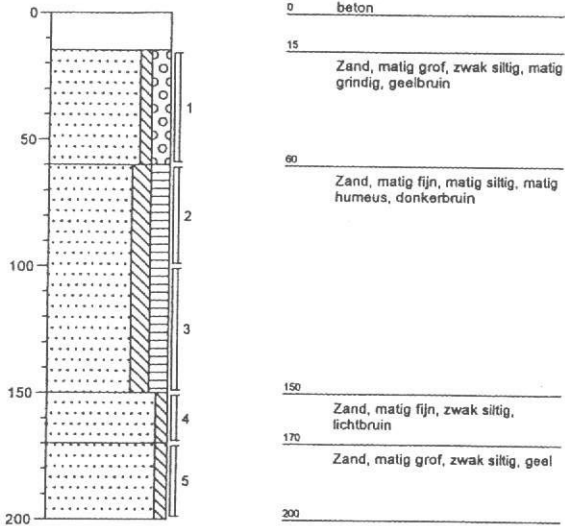 0
50
100
150
200
1
2
3
4
5
0 beton
15
Zand, matig grof, zwak siltig, matig
grindig, geelbruin
60
Zand, matig fijn, matig siltig, matig
humeus, donkerbruin
150
Zand, matig fijn, zwak siltig,
lichtbruin
170
Zand, matig grof, zwak siltig, geel
200